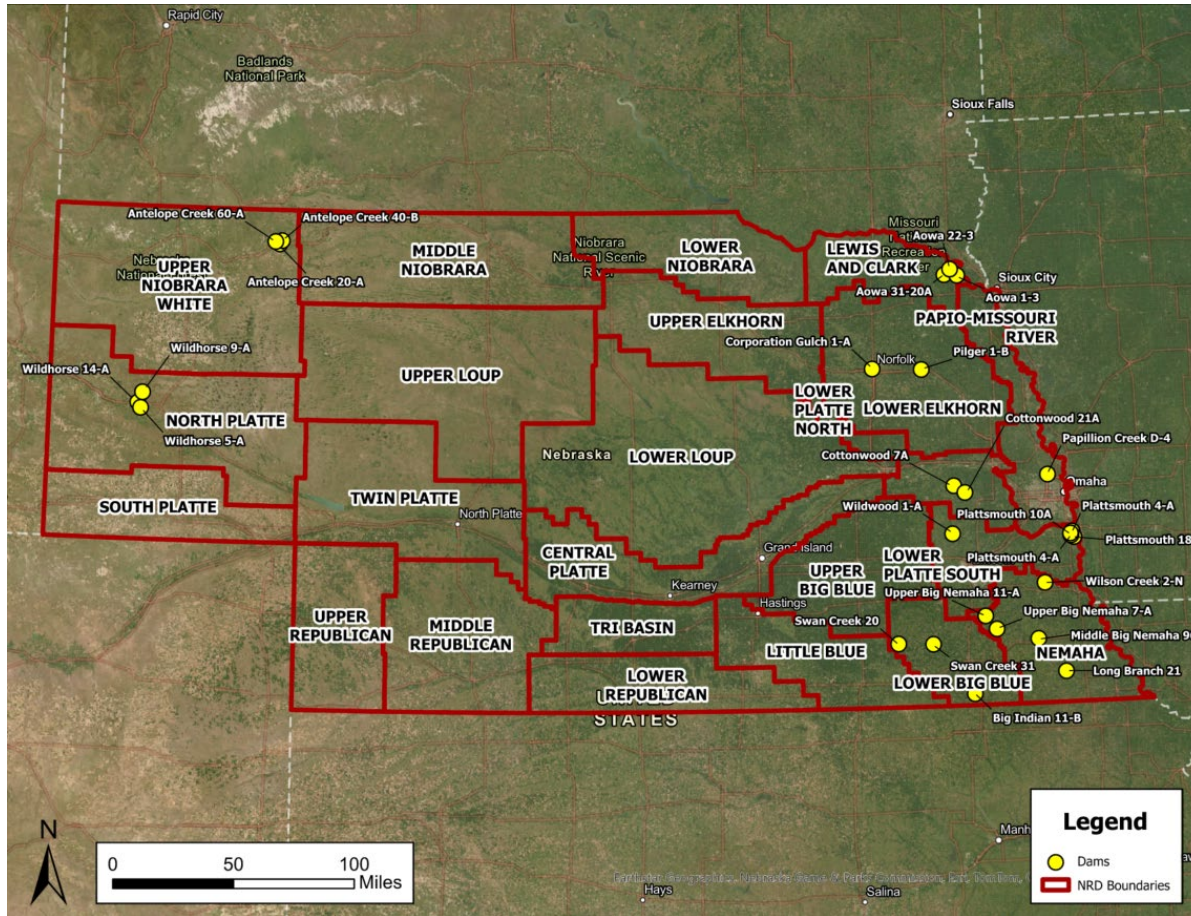 Rapid City
Badlands
National Park
Sioux Falls
Antelope Creek 60-A
Antelope Creek 40-B
Antelope Creek 20-A
UPPER
NIOBRARA
WHITE
MIDDLE
NIOBRARA
Niobrara
National Scenic
River
LOWER
NIOBRARA
Missouri
LEWIS
AND CLARK
Aowa 22-3
Aowa 31-20A
Aowa 1-3
Sioux City
PAPIO-MISSOURI
RIVER
UPPER ELKHORN
Corporation Gulch 1-A
Norfolk
Pilger 1-B
Wildhorse 9-A
Wildhorse 14-A
Wildhorse 5-A
NORTH PLATTE
UPPER LOUP
LOWER
PLATTE
NORTH
LOWER ELKHORN
Cottonwood 21A
Cottonwood 7A
Papillion Creek D-4
Omaha
Nebraska
LOWER LOUP
SOUTH PLATTE
TWIN PLATTE
North Platte
Wildwood 1-A
Plattsmouth 10A
Plattsmouth 4-A
Plattsmouth 18
Plattsmouth 4-A
CENTRAL
PLATTE
Grand Island
Kearney
Hastings
UPPER
BIG BLUE
LOWER
PLATTE SOUTH
Wilson Creek 2-N
Upper Big Nemaha 11-A
Upper Big Nemaha 7-A
Middle Big Nemaha 9
NEMAHA
Long Branch 21
UPPER
REPUBLICAN
MIDDLE
REPUBLICAN
TRI BASIN
LITTLE BLUE
Swan Creek 20
Swan Creek 31
LOWER BIG BLUE
Big Indian 11-B
LOWER
REPUBLICAN
STATES
N
0 50 100
Miles
Hays
Salina
Legend
Dams
NRD Boundaries